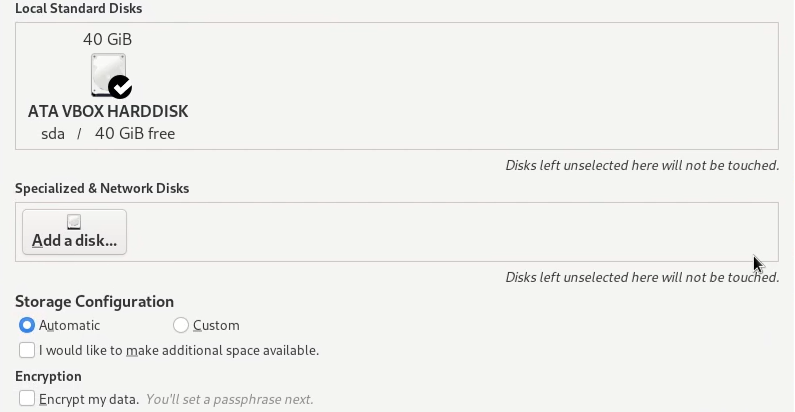 Local Standard Disks
40 GiB
ATA VBOX HARDDISK
sda / 40 GiB free
Disks left unselected here will not be touched.
Specialized & Network Disks
Add a disk...
Disks left unselected here will not be touched.
Storage Configuration
Automatic Custom
I would like to make additional space available.
Encryption
Encrypt my data. You'll set a passphrase next.